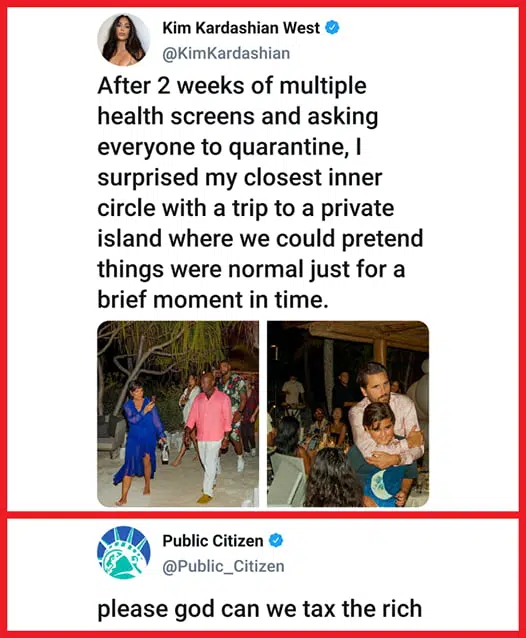 Kim Kardashian West
@KimKardashian
After 2 weeks of multiple
health screens and asking
everyone to quarantine, I
surprised my closest inner
circle with a trip to a private
island where we could pretend
things were normal just for a
brief moment in time.
Public Citizen
@Public_Citizen
please god can we tax the rich